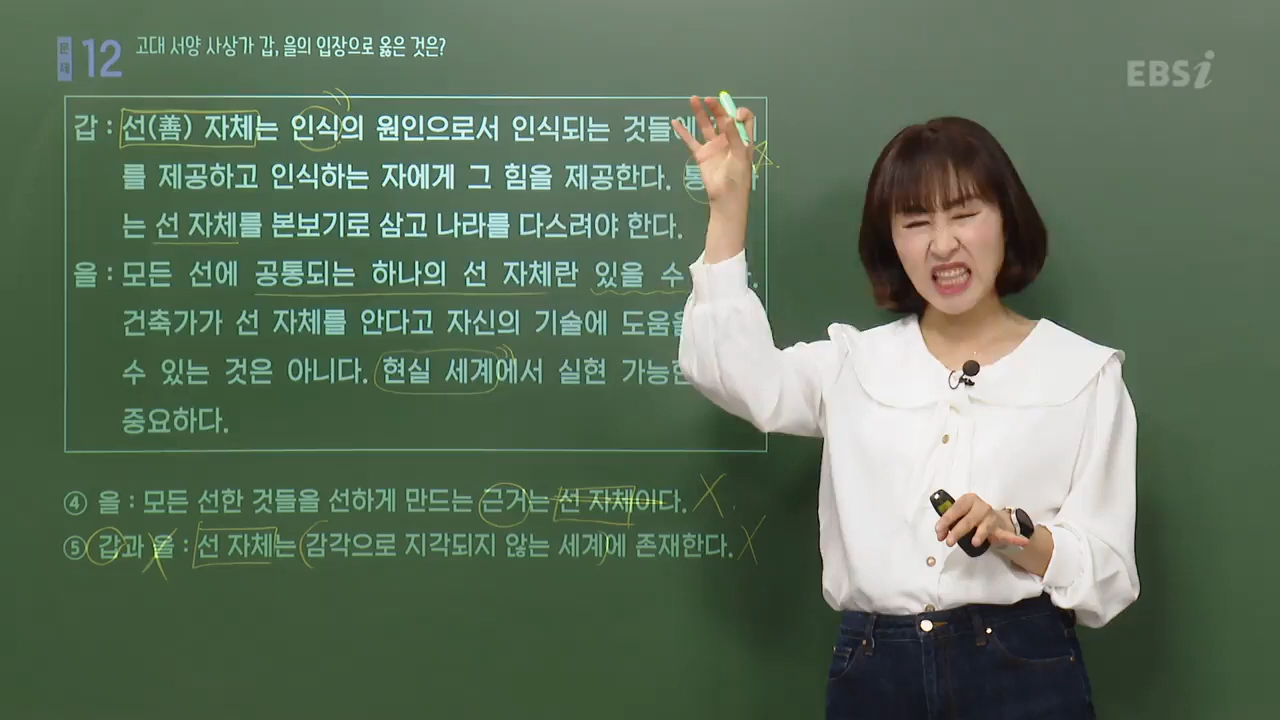 문제 12 고대 서양 사상가 갑, 을의 입장으로 옳은 것은?
EBSi
갑 : 선(善) 자체는 인식의 원인으로서 인식되는 것들에
를 제공하고 인식하는 자에게 그 힘을 제공한다.
는 선 자체를 본보기로 삼고 나라를 다스려야 한다.
을 : 모든 선에 공통되는 하나의 선 자체란 있을 수
건축가가 선 자체를 안다고 자신의 기술에
수 있는 것은 아니다. 현실 세계에서 실현
중요하다.
④ 을 : 모든 선한 것들을 선하게 만드는 근거는 선 자체이다. X
⑤ 갑과 을 : 선 자체는 감각으로 지각되지 않는 세계에 존재한다. X